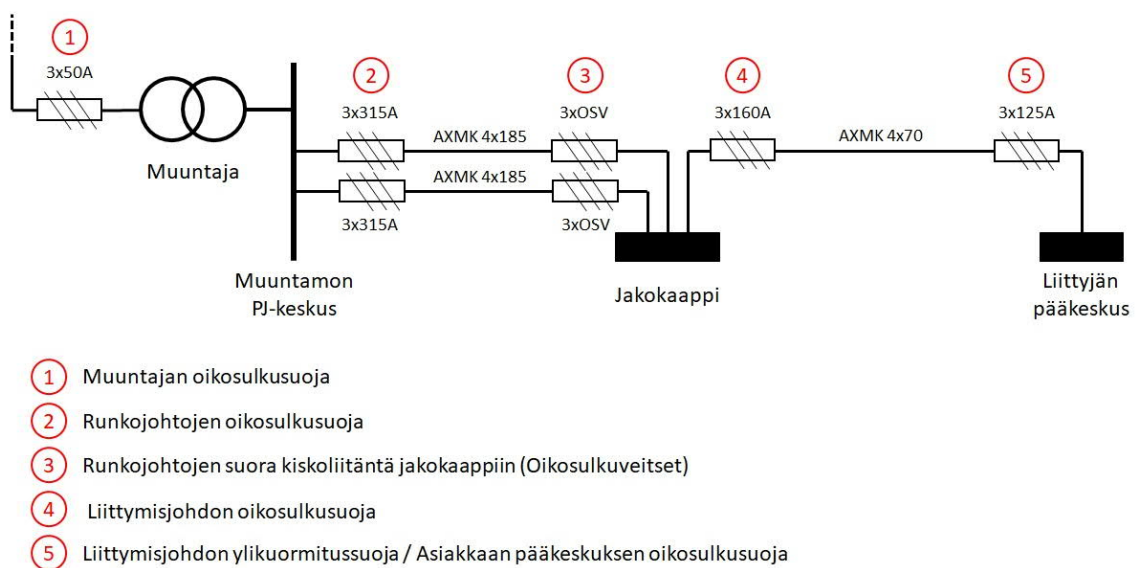 1
3x50A
Muuntaja
Muuntamon
PJ-keskus
2
3x315A
AXMK 4x185
AXMK 4x185
3x315A
3
3xOSV
3xOSV
Jakokaappi
4
3x160A
AXMK 4x70
5
3x125A
Liittyjän
pääkeskus
1 Muuntajan oikosulkusuoja
2 Runkojohtojen oikosulkusuoja
3 Runkojohtojen suora kiskoliitäntä jakokaappiin (Oikosulkuveitset)
4 Liittymisjohdon oikosulkusuoja
5 Liittymisjohdon ylikuormitussuoja / Asiakkaan pääkeskuksen oikosulkusuoja